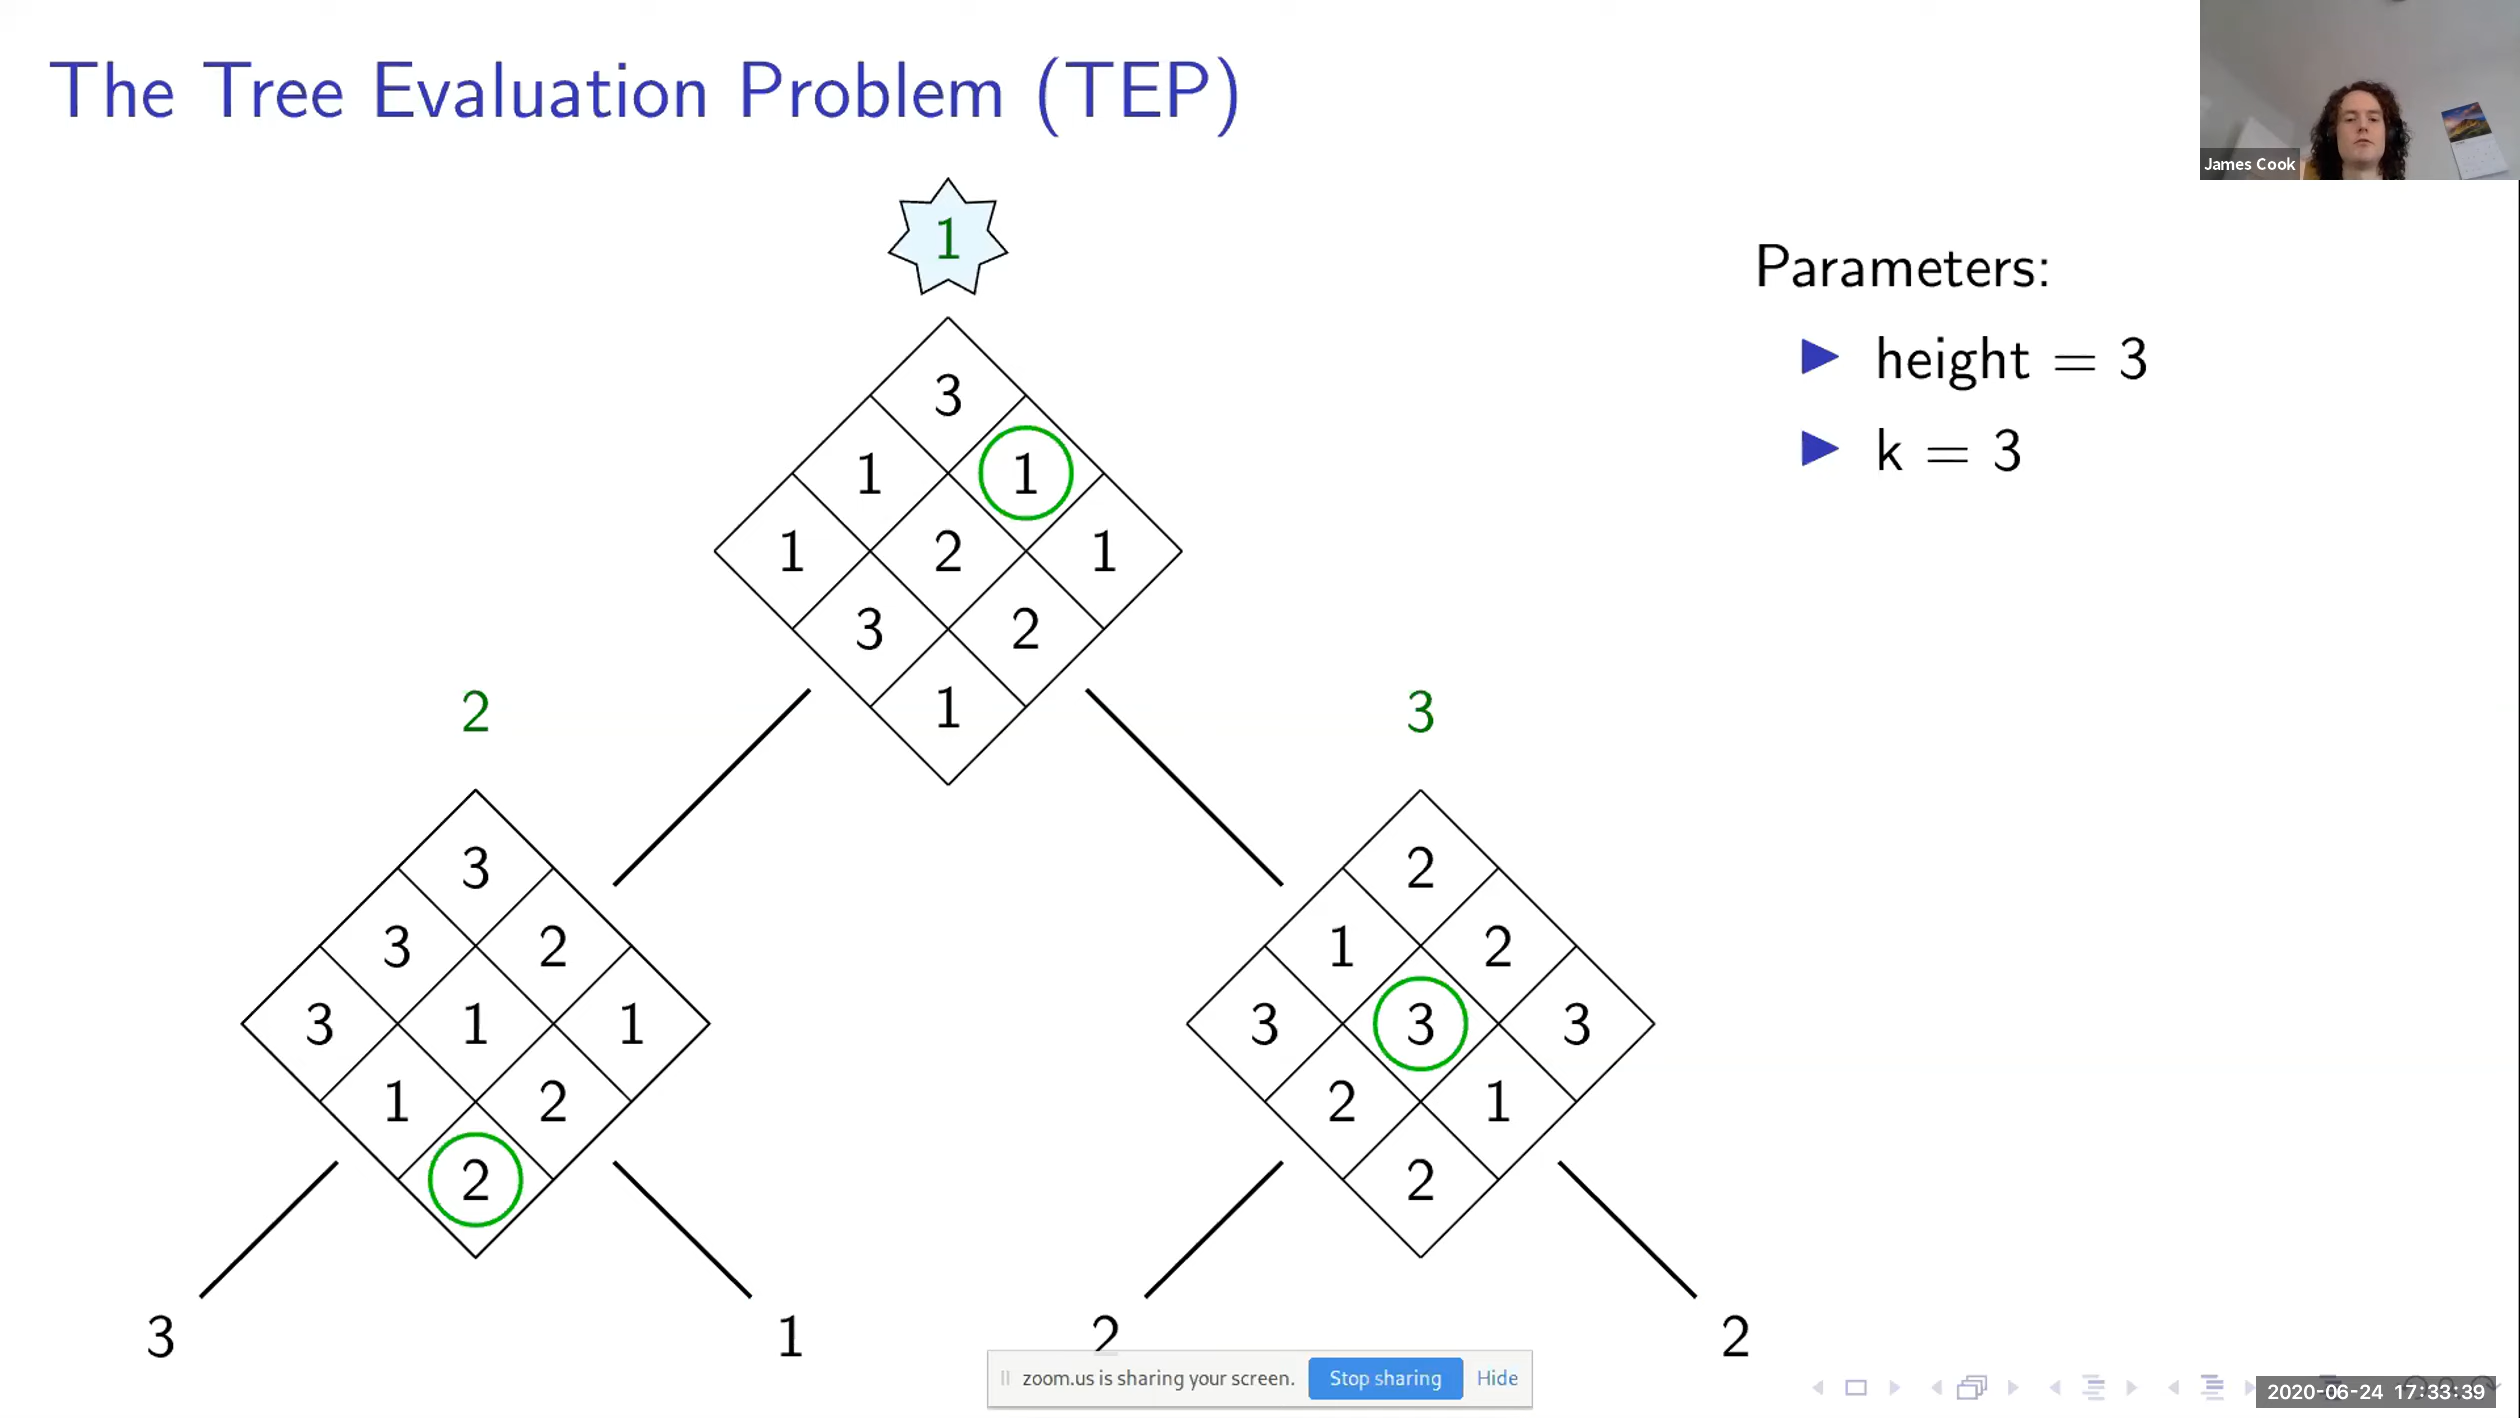 The Tree Evaluation Problem (TEP)
James Cook
1
Parameters:
height = 3
k = 3
3
1 1
1 2 1
3 2
1
2 3
3
3 2
3 1 1
1 2
2
2
1 2
3 3 3
2 1
2
3 1 2 2
zoom.us is sharing your screen. Stop sharing Hide
2020-06-24 17:33:39